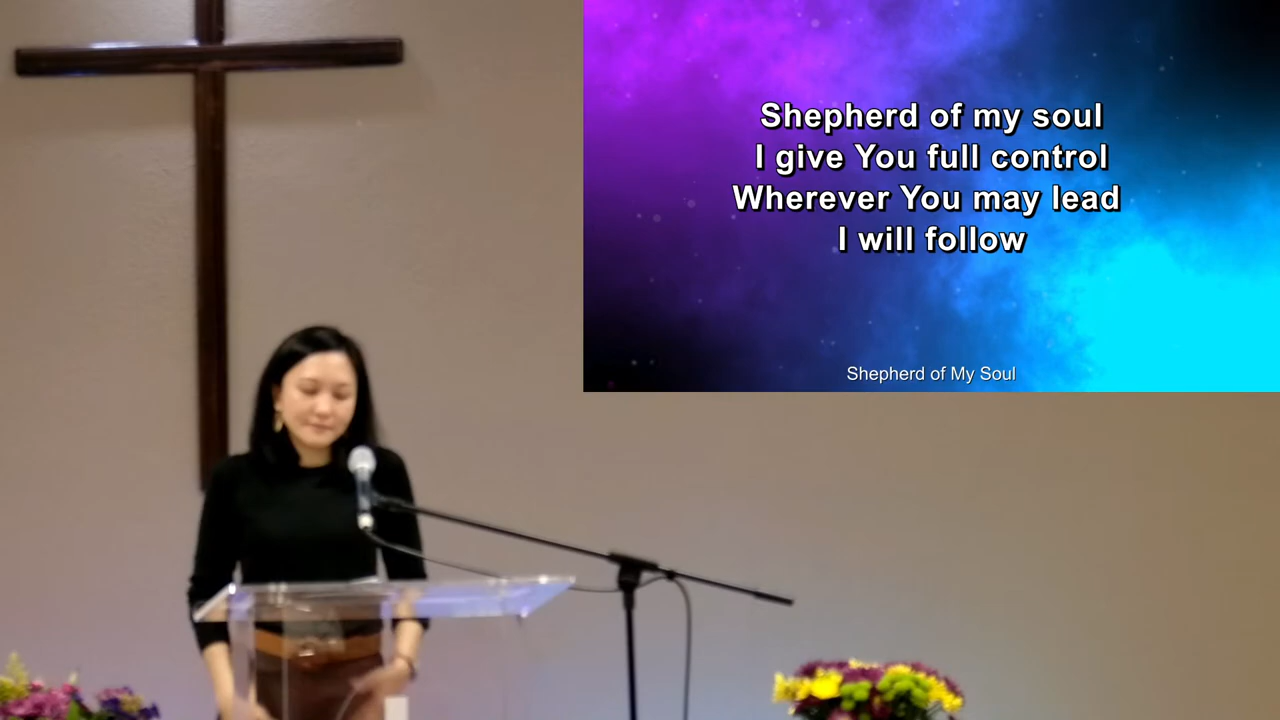 Shepherd of my soul
I give You full control
Wherever You may lead
I will follow
Shepherd of My Soul